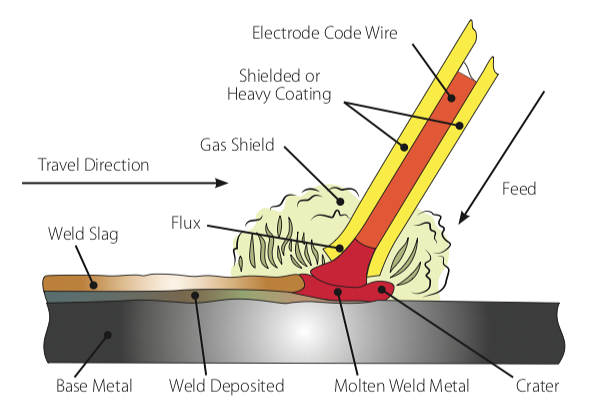 Electrode Code Wire
Shielded or
Heavy Coating
Gas Shield
Travel Direction
Feed
Flux
Weld Slag
Base Metal
Weld Deposited
Molten Weld Metal
Crater